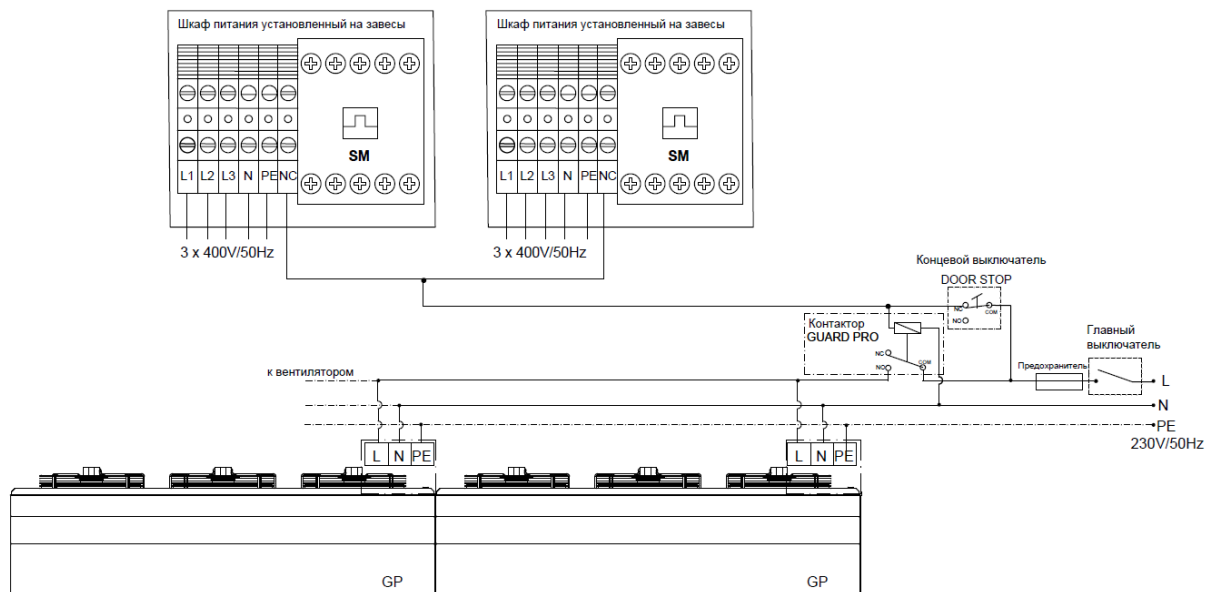 Шкаф питания установленный на завесы
Шкаф питания установленный на завесы
SM
SM
L1 L2 L3 N PE NC
L1 L2 L3 N PE NC
3 x 400V/50Hz
3 x 400V/50Hz
Концевой выключатель
DOOR STOP
NC
COM
NO
Контактор
GUARD PRO
NC
NO
COM
Главный
выключатель
Предохранитель
к вентилятором
L
N
PE
230V/50Hz
L N PE
L N PE
GP
GP